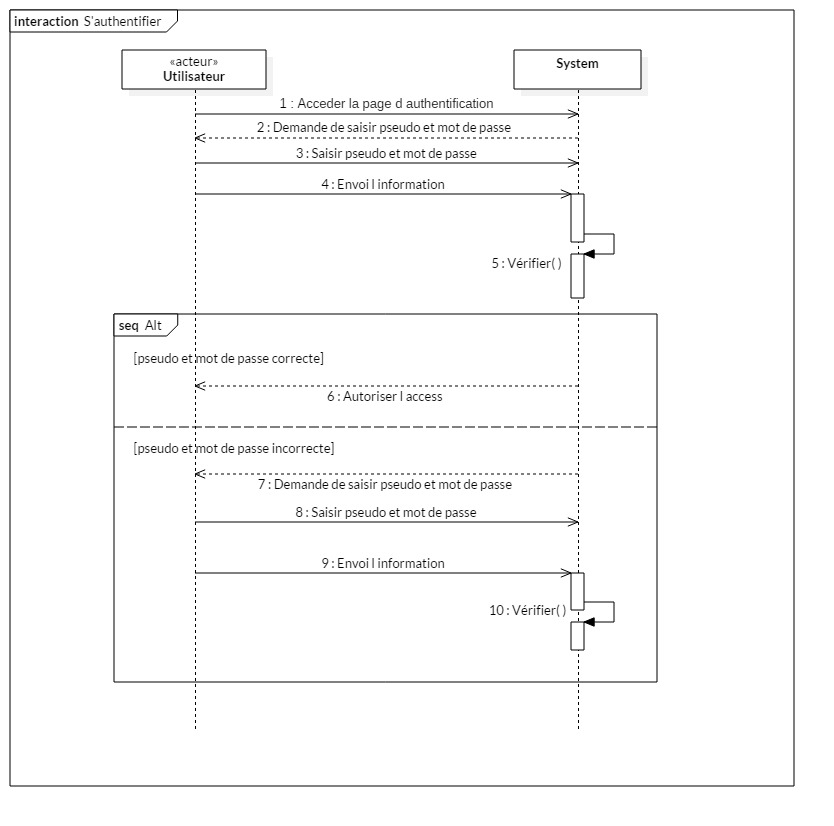 interaction S'authentifier
«acteur»
Utilisateur
System
1 : Acceder la page d authentification
2 : Demande de saisir pseudo et mot de passe
3 : Saisir pseudo et mot de passe
4 : Envoi l information
5 : Vérifier( )
seq Alt
[pseudo et mot de passe correcte]
6 : Autoriser l access
[pseudo et mot de passe incorrecte]
7 : Demande de saisir pseudo et mot de passe
8 : Saisir pseudo et mot de passe
9 : Envoi l information
10 : Vérifier( )